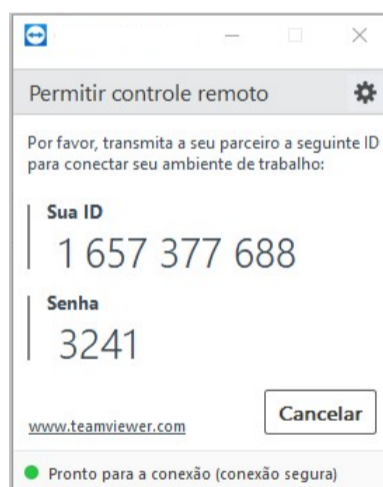 Permitir controle remoto
Por favor, transmita a seu parceiro a seguinte ID
para conectar seu ambiente de trabalho:
Sua ID
1 657 377 688
Senha
3241
www.teamviewer.com
Cancelar
Pronto para a conexão (conexão segura)